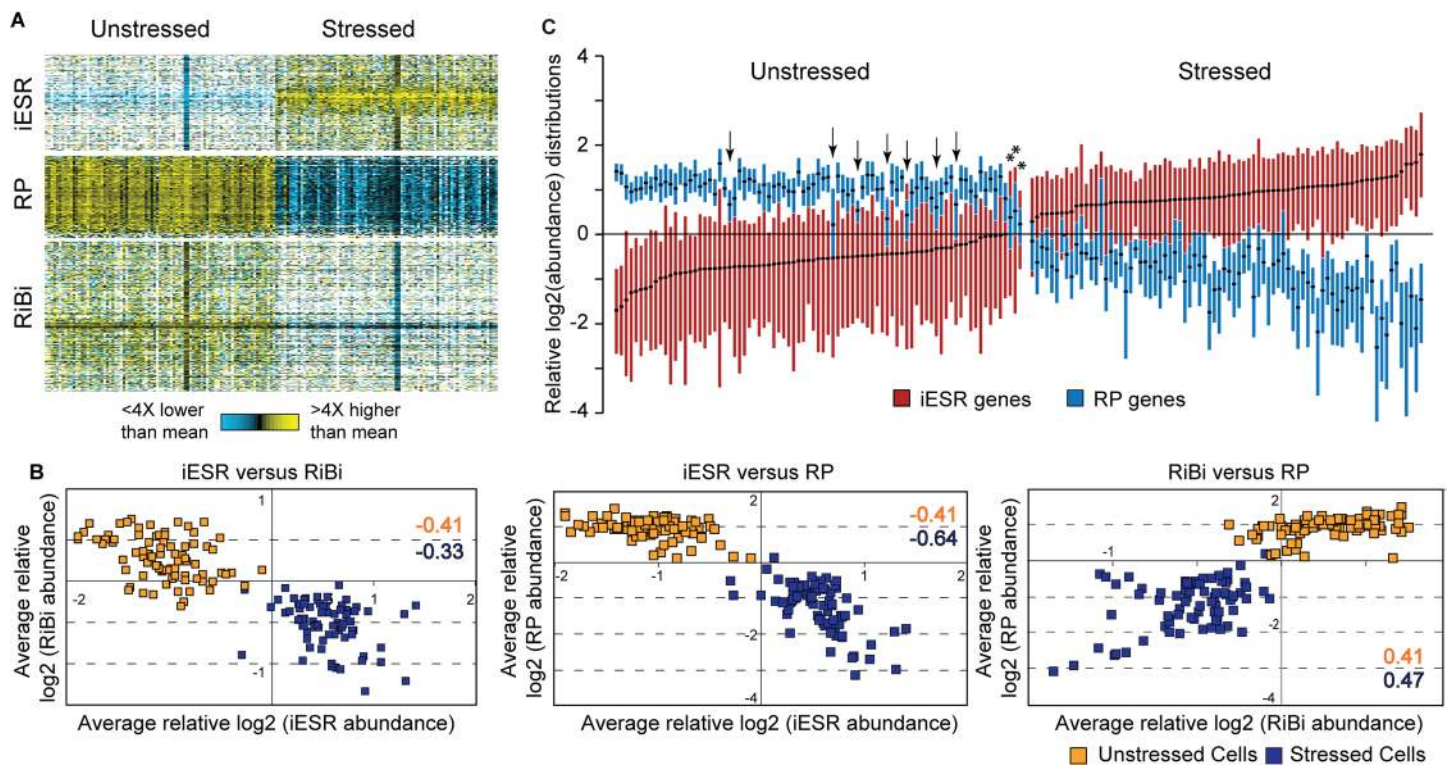 A
Unstressed
Stressed
iESR
RP
RiBi
<4X lower
than mean
>4X higher
than mean
C
Relative log2(abundance) distributions
4
2
0
-2
-4
Unstressed
Stressed
*
*
*
iESR genes
RP genes
B
iESR versus RiBi
Average relative
log2 (RiBi abundance)
1
-0.41
-0.33
-2
1
2
-1
Average relative log2 (iESR abundance)
iESR versus RP
Average relative
log2 (RP abundance)
2
-0.41
-0.64
-2
-1
1
2
-2
-4
Average relative log2 (iESR abundance)
RiBi versus RP
Average relative
log2 (RP abundance)
2
-1
-2
0.41
0.47
-4
Average relative log2 (RiBi abundance)
Unstressed Cells
Stressed Cells